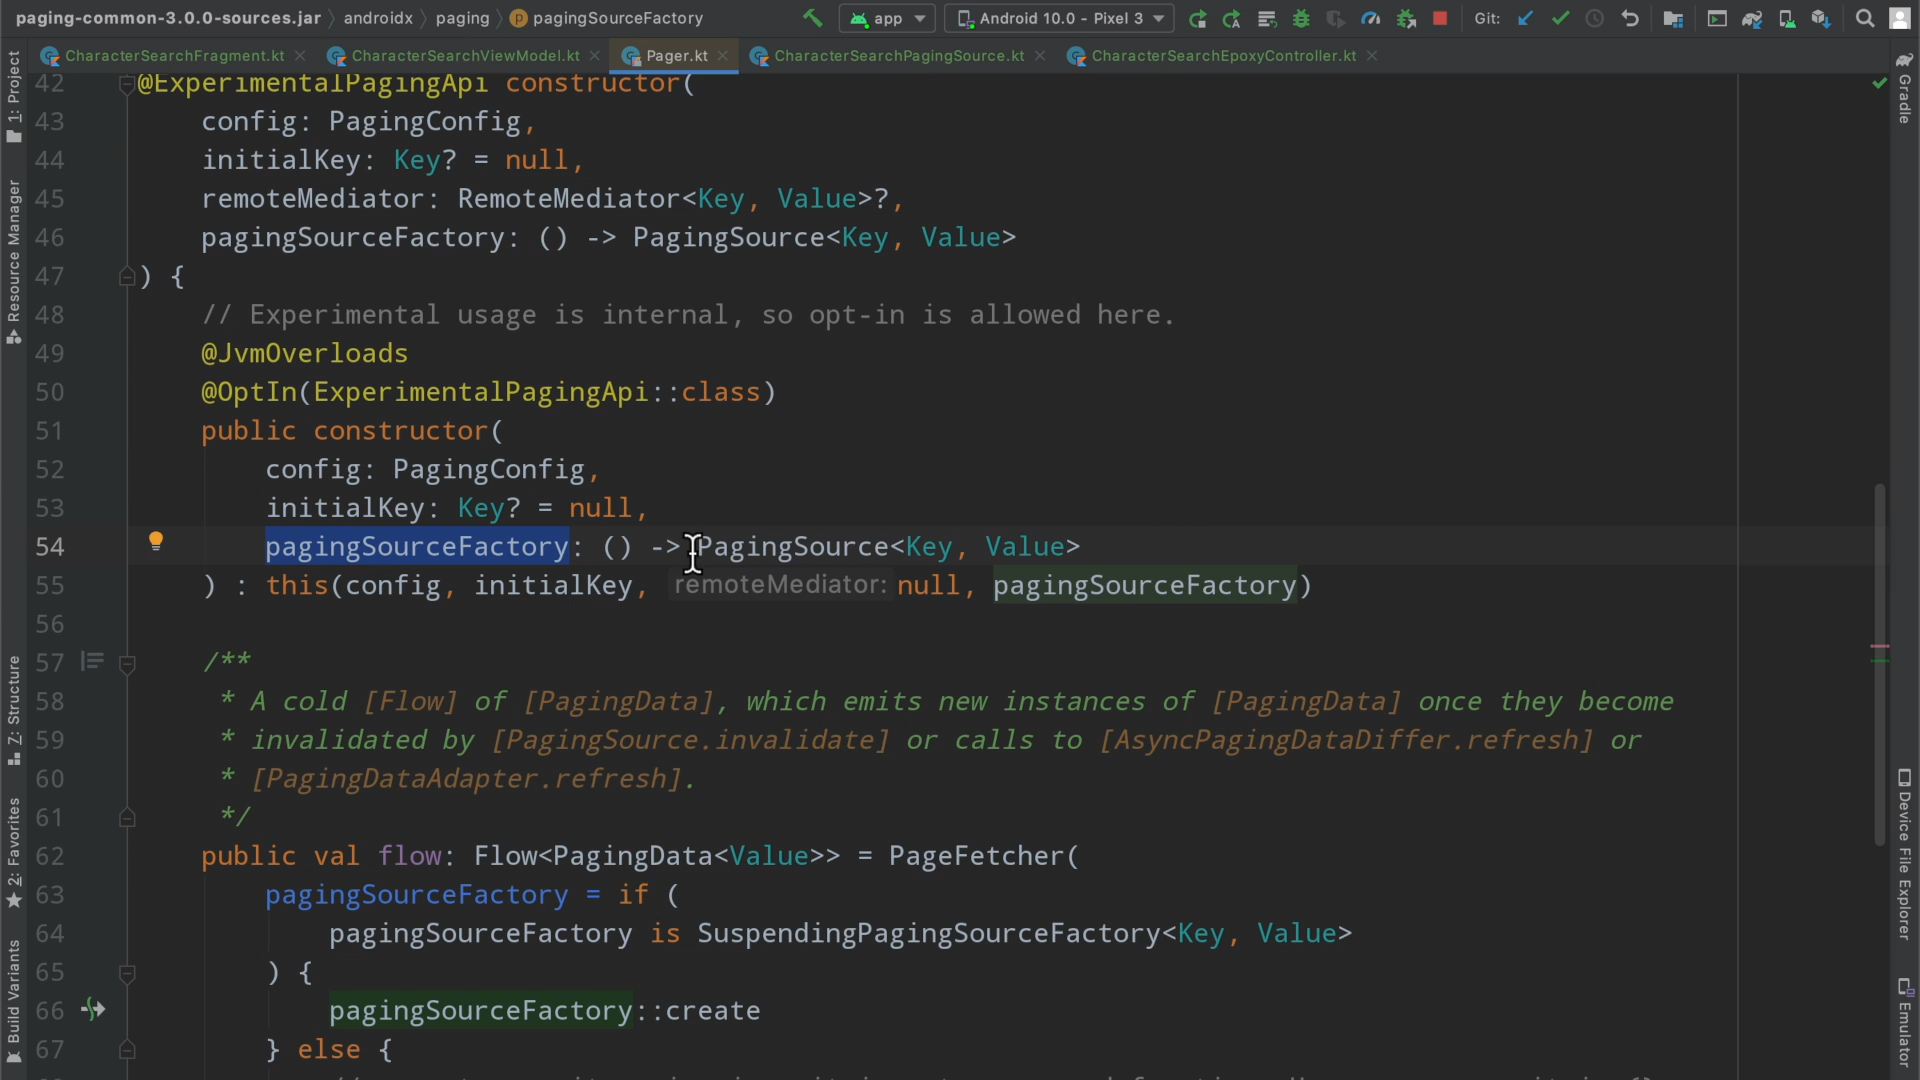 paging-common-3.0.0-sources.jar androidx paging pagingSourceFactory app Android 10.0 - Pixel 3 Git:
CharacterSearchFragment.kt CharacterSearchViewModel.kt Pager.kt CharacterSearchPagingSource.kt CharacterSearchEpoxyController.kt
1: Project
Resource Manager
Z: Structure
2: Favorites
Build Variants
42 @ExperimentalPagingApi constructor(
43 config: PagingConfig,
44 initialKey: Key? = null,
45 remoteMediator: RemoteMediator<Key, Value>?,
46 pagingSourceFactory: () -> PagingSource<Key, Value>
47 ) {
48 // Experimental usage is internal, so opt-in is allowed here.
49 @JvmOverloads
50 @OptIn(ExperimentalPagingApi::class)
51 public constructor(
52 config: PagingConfig,
53 initialKey: Key? = null,
54 pagingSourceFactory: () -> PagingSource<Key, Value>
55 ) : this(config, initialKey, remoteMediator: null, pagingSourceFactory)
56
57 /**
58 * A cold [Flow] of [PagingData], which emits new instances of [PagingData] once they become
59 * invalidated by [PagingSource.invalidate] or calls to [AsyncPagingDataDiffer.refresh] or
60 * [PagingDataAdapter.refresh].
61 */
62 public val flow: Flow<PagingData<Value>> = PageFetcher(
63 pagingSourceFactory = if (
64 pagingSourceFactory is SuspendingPagingSourceFactory<Key, Value>
65 ) {
66 pagingSourceFactory::create
67 } else {
Gradle
Device File Explorer
Emulator